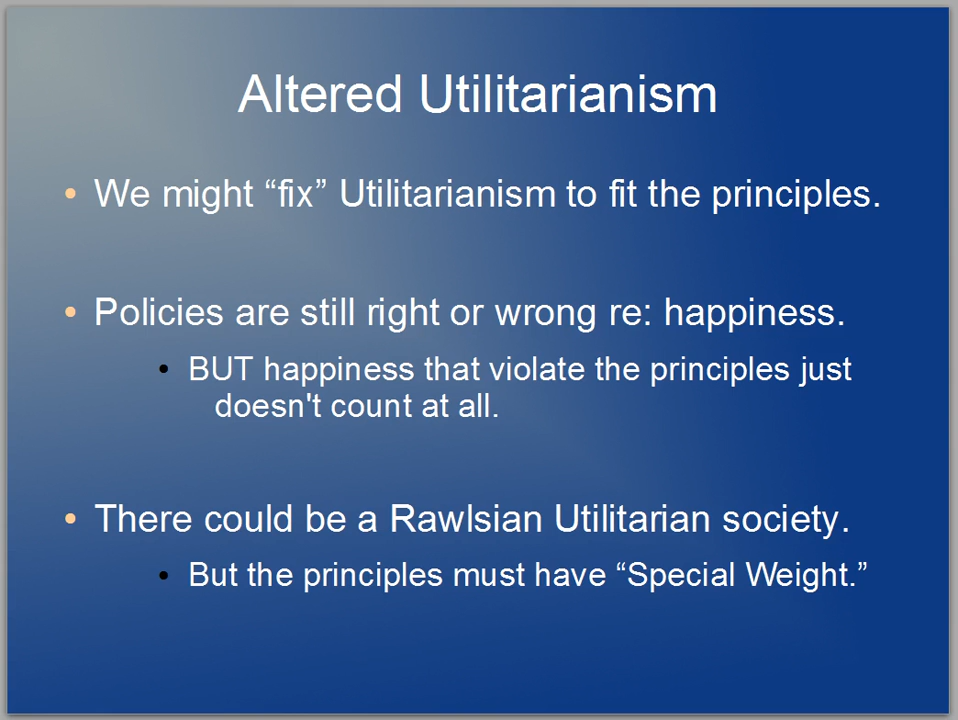 Altered Utilitarianism
• We might “fix” Utilitarianism to fit the principles.
• Policies are still right or wrong re: happiness.
• BUT happiness that violate the principles just
doesn't count at all.
• There could be a Rawlsian Utilitarian society.
• But the principles must have “Special Weight.”